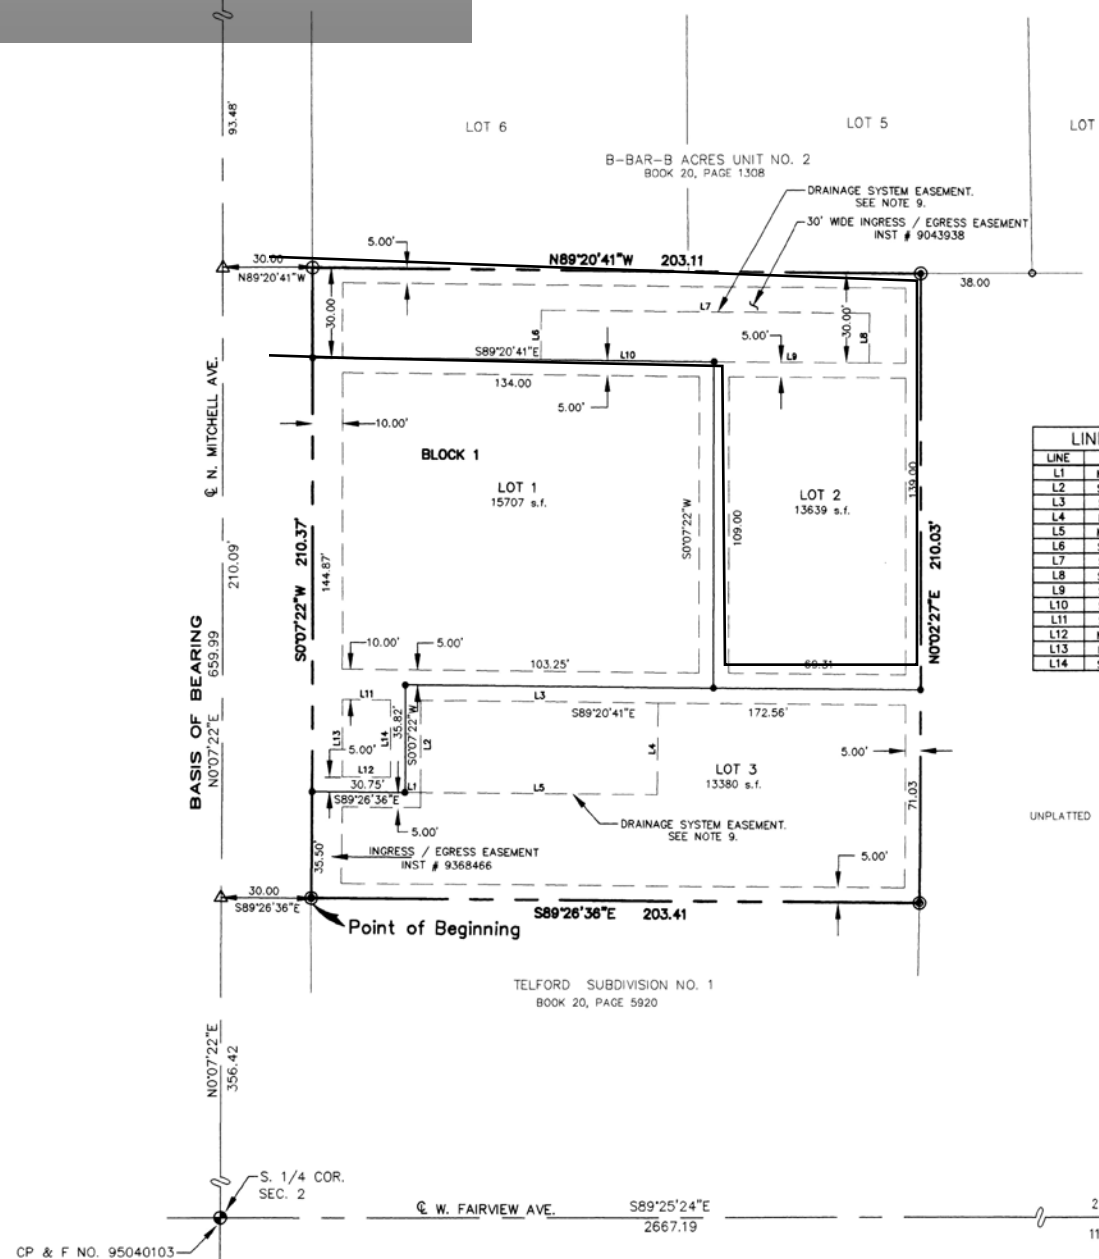 93.48'
LOT 6
LOT 5
LOT
B-BAR-B ACRES UNIT NO. 2
BOOK 20, PAGE 1308
DRAINAGE SYSTEM EASEMENT.
SEE NOTE 9.
30' WIDE INGRESS / EGRESS EASEMENT
INST # 9043938
5.00'
30.00
N89°20'41"W
N89°20'41"W 203.11
38.00
30.00
L7
L6
5.00'
30.00'
L8
S89°20'41"E
L10
L9
134.00
5.00'
10.00'
℄ N. MITCHELL AVE.
BLOCK 1
LOT 1
15707 s.f.
LOT 2
13639 s.f.
139.00
S0°07'22"W
109.00
S0°07'22"W 210.37'
144.87'
210.09'
N0°02'27"E 210.03'
LINE
L1
L2
L3
L4
L5
L6
L7
L8
L9
L10
L11
L12
L13
L14
BASIS OF BEARING
N0°07'22"E 659.99
10.00'
5.00'
103.25'
69.31
L11
L3
S89°20'41"E
172.56'
35.82'
S0°07'22"W
L2
L13
L14
5.00'
L4
5.00'
L12
30.75'
L1
S89°26'36"E
L5
LOT 3
13380 s.f.
71.03
UNPLATTED
5.00'
DRAINAGE SYSTEM EASEMENT.
SEE NOTE 9.
35.50'
INGRESS / EGRESS EASEMENT
INST # 9368466
5.00'
30.00
S89°26'36"E
S89°26'36"E 203.41
Point of Beginning
TELFORD SUBDIVISION NO. 1
BOOK 20, PAGE 5920
N0°07'22"E
356.42
S. 1/4 COR.
SEC. 2
℄ W. FAIRVIEW AVE.
S89°25'24"E
2667.19
2
11
CP & F NO. 95040103